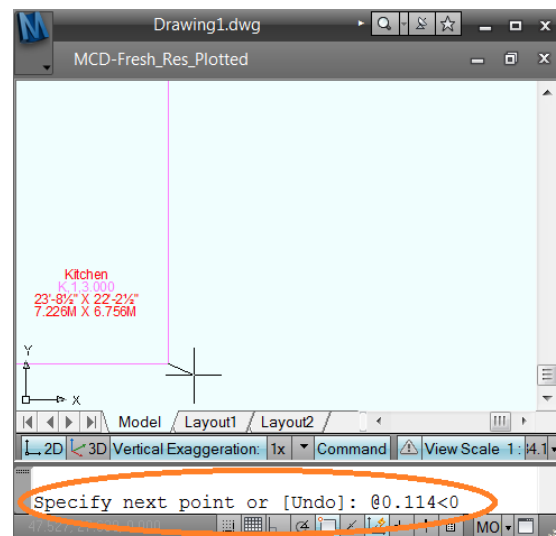 Drawing1.dwg
MCD-Fresh_Res_Plotted
Kitchen
K,1,3.000
23'-8½" X 22'-2½"
7.226M X 6.756M
Y
X
Model Layout1 Layout2
2D 3D Vertical Exaggeration: 1x Command View Scale 1:
Specify next point or [Undo]: @0.114<0
MO